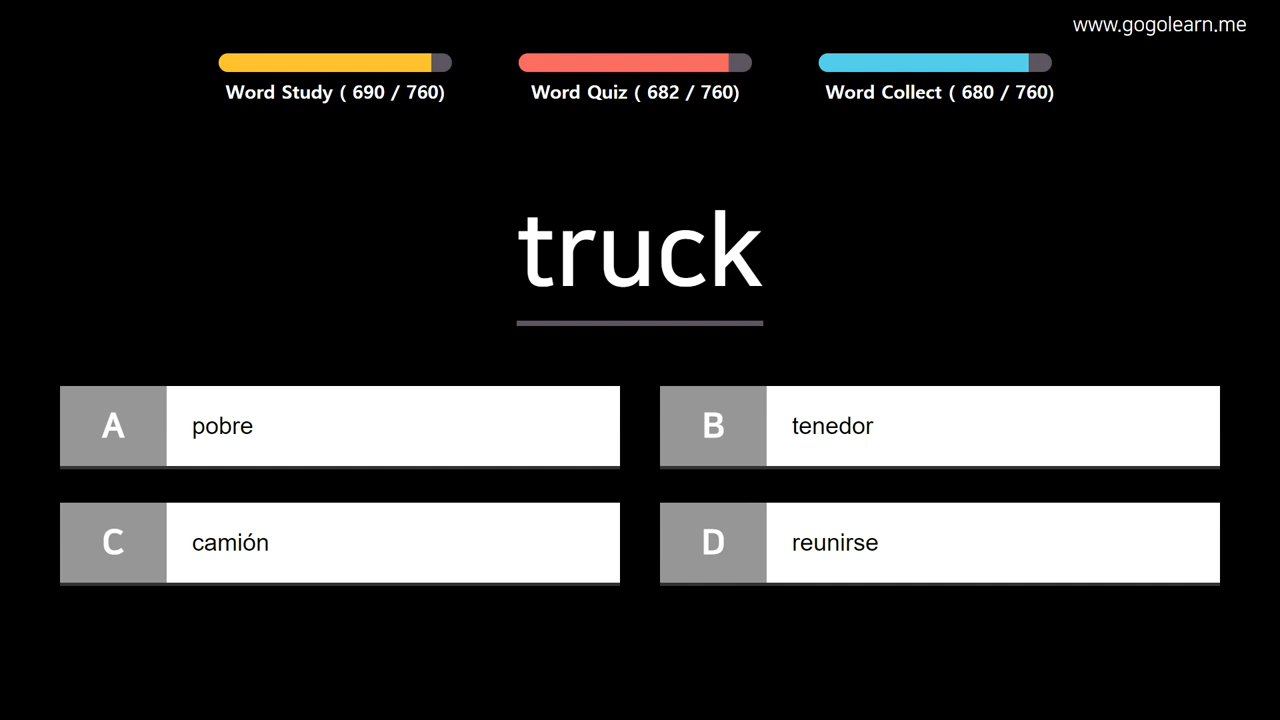 www.gogolearn.me
Word Study ( 690 / 760)
Word Quiz ( 682 / 760)
Word Collect ( 680 / 760)
truck
A pobre
B tenedor
C camión
D reunirse